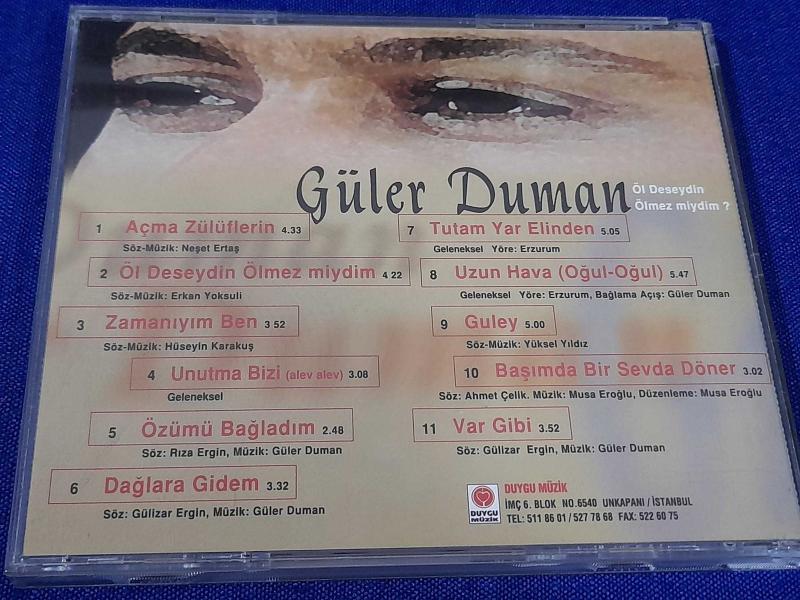 Güler Duman
Öl Deseydin
Ölmez miydim ?
1 Açma Zülüflerin 4.33
Söz-Müzik: Neşet Ertaş
2 Öl Deseydin Ölmez miydim 4 22
Söz-Müzik: Erkan Yoksuli
3 Zamanıyım Ben 3 52
Söz-Müzik: Hüseyin Karakuş
4 Unutma Bizi (alev alev) 3.08
Geleneksel
5 Özümü Bağladım 2.48
Söz: Rıza Ergin, Müzik: Güler Duman
6 Dağlara Gidem 3.32
Söz: Gülizar Ergin, Müzik: Güler Duman
7 Tutam Yar Elinden 5.05
Geleneksel Yöre: Erzurum
8 Uzun Hava (Oğul-Oğul) 5.47
Geleneksel Yöre: Erzurum, Bağlama Açış: Güler Duman
9 Guley 5.00
Söz-Müzik: Yüksel Yıldız
10 Başımda Bir Sevda Döner 3.02
Söz: Ahmet Çelik. Müzik: Musa Eroğlu, Düzenleme: Musa Eroğlu
11 Var Gibi 3.52
Söz: Gülizar Ergin, Müzik: Güler Duman
DUYGU
MÜZİK
DUYGU MÜZİK
İMÇ 6. BLOK NO.6540 UNKAPANI / İSTANBUL
TEL: 511 86 01 / 527 78 68 FAX: 522 60 75